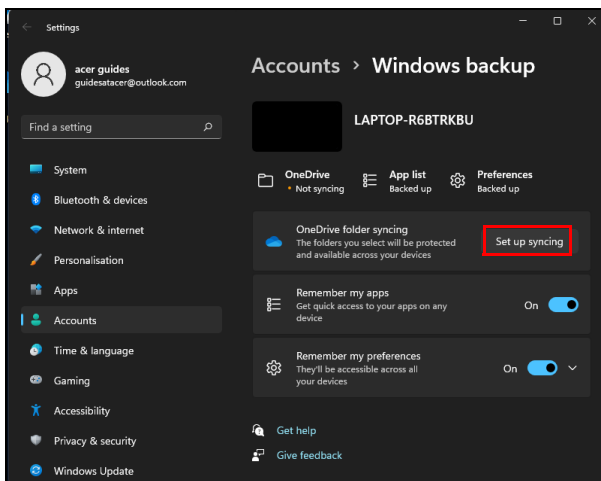 Settings
acer guides
guidesatacer@outlook.com
Find a setting
System
Bluetooth & devices
Network & internet
Personalisation
Apps
Accounts
Time & language
Gaming
Accessibility
Privacy & security
Windows Update
Accounts > Windows backup
LAPTOP-R6BTRKBU
OneDrive
• Not syncing
App list
Backed up
Preferences
Backed up
OneDrive folder syncing
The folders you select will be protected
and available across your devices
Set up syncing
Remember my apps
Get quick access to your apps on any
device
On
Remember my preferences
They'll be accessible across all
your devices
On
Get help
Give feedback